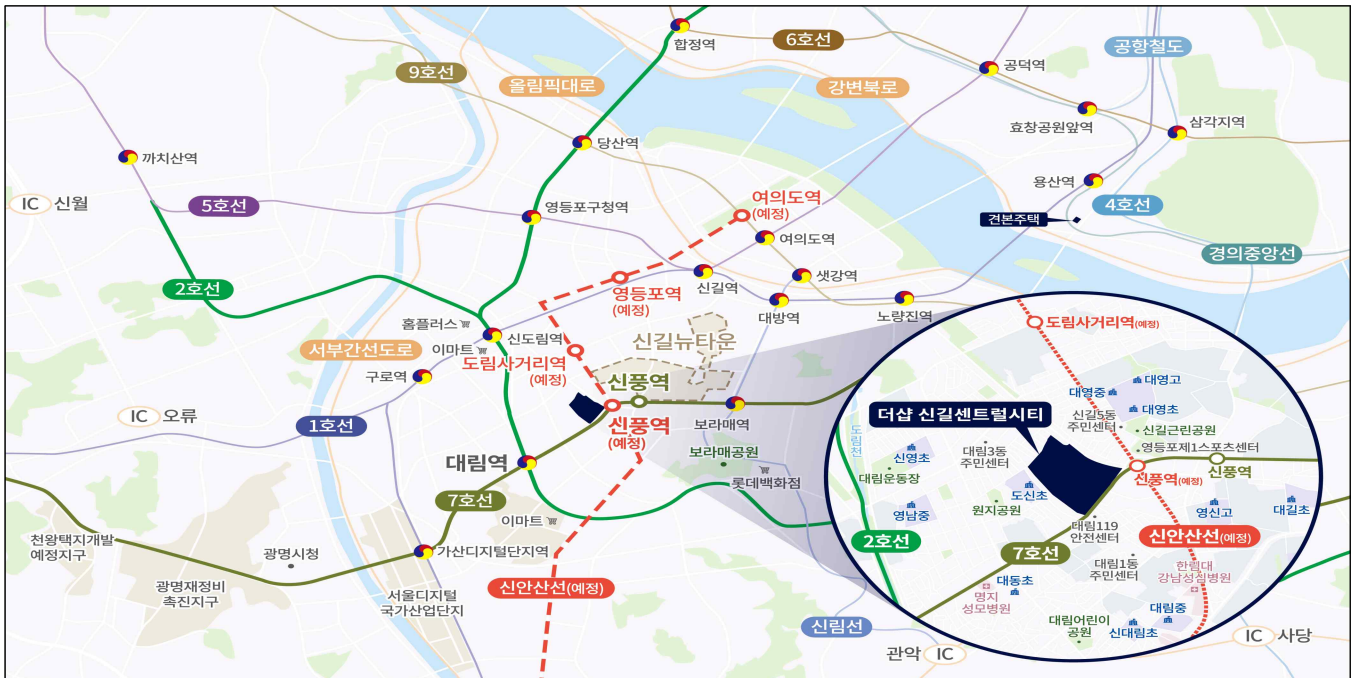 합정역
6호선
공항철도
9호선
올림픽대로
강변북로
공덕역
효창공원앞역
삼각지역
당산역
까치산역
용산역
IC 신월
5호선
영등포구청역
여의도역
(예정)
여의도역
견본주택
4호선
경의중앙선
2호선
영등포역
(예정)
신길역
샛강역
대방역
노량진역
홈플러스
신도림역
신길뉴타운
서부간선도로
이마트
도림사거리역
(예정)
구로역
신풍역
IC 오류
1호선
신풍역
(예정)
보라매역
대림역
보라매공원
롯데백화점
7호선
이마트
천왕택지개발
예정지구
광명시청
가산디지털단지역
광명재정비
촉진지구
서울디지털
국가산업단지
신안산선(예정)
신림선
관악 IC
IC 사당
도림사거리역(예정)
대영고
대영중
대영초
더샵 신길센트럴시티
신길5동
주민센터
신길근린공원
영등포제1스포츠센터
도림천
신영초
대림3동
주민센터
신풍역
대림운동장
신풍역(예정)
도신초
영남중
원지공원
영신고
대길초
2호선
대림119
안전센터
신안산선(예정)
7호선
대림1동
주민센터
한림대
강남성심병원
대동초
명지
성모병원
대림중
대림어린이
공원
신대림초